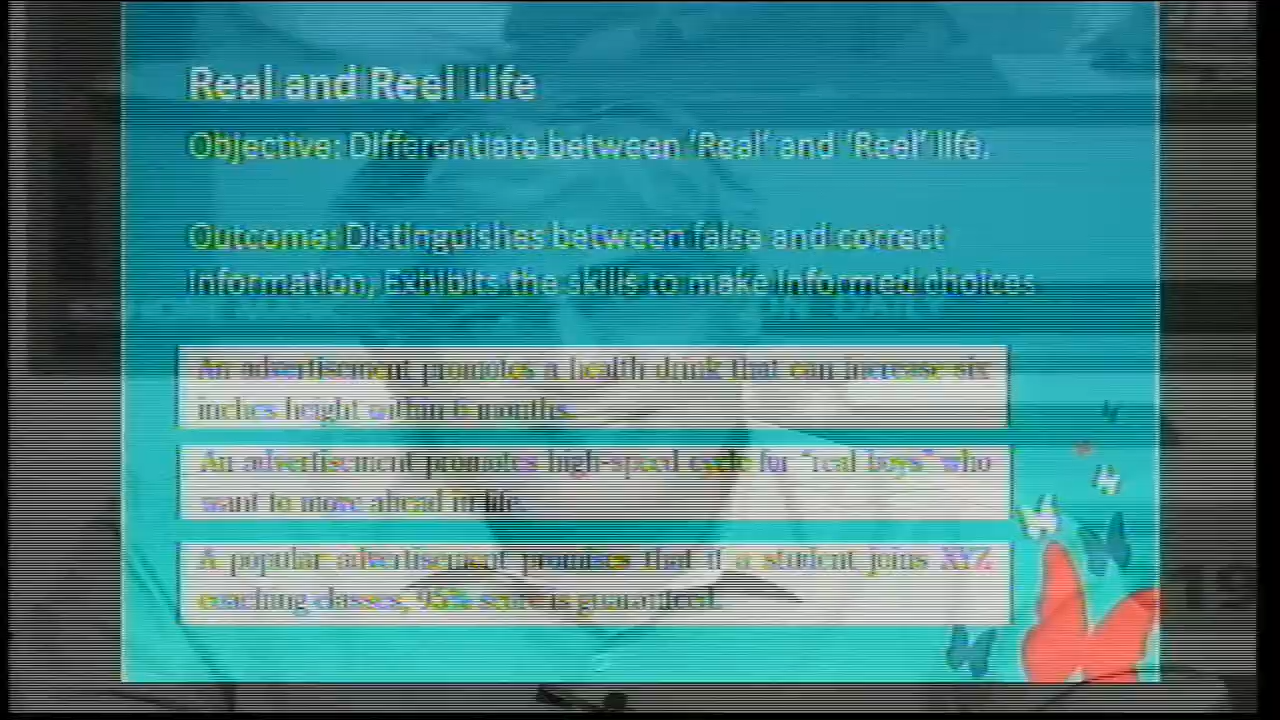 Real and Reel Life
Objective: Differentiate between ‘Real’ and ‘Reel’ life.
Outcome: Distinguishes between false and correct
information, Exhibits the skills to make informed choices
An advertisement promotes a health drink that can increase six
inches height within 6 months.
An advertisement promotes high-speed cycle for “real boys” who
want to move ahead in life.
A popular advertisement promises that if a student joins XYZ
coaching classes, 95% score is guaranteed.
19